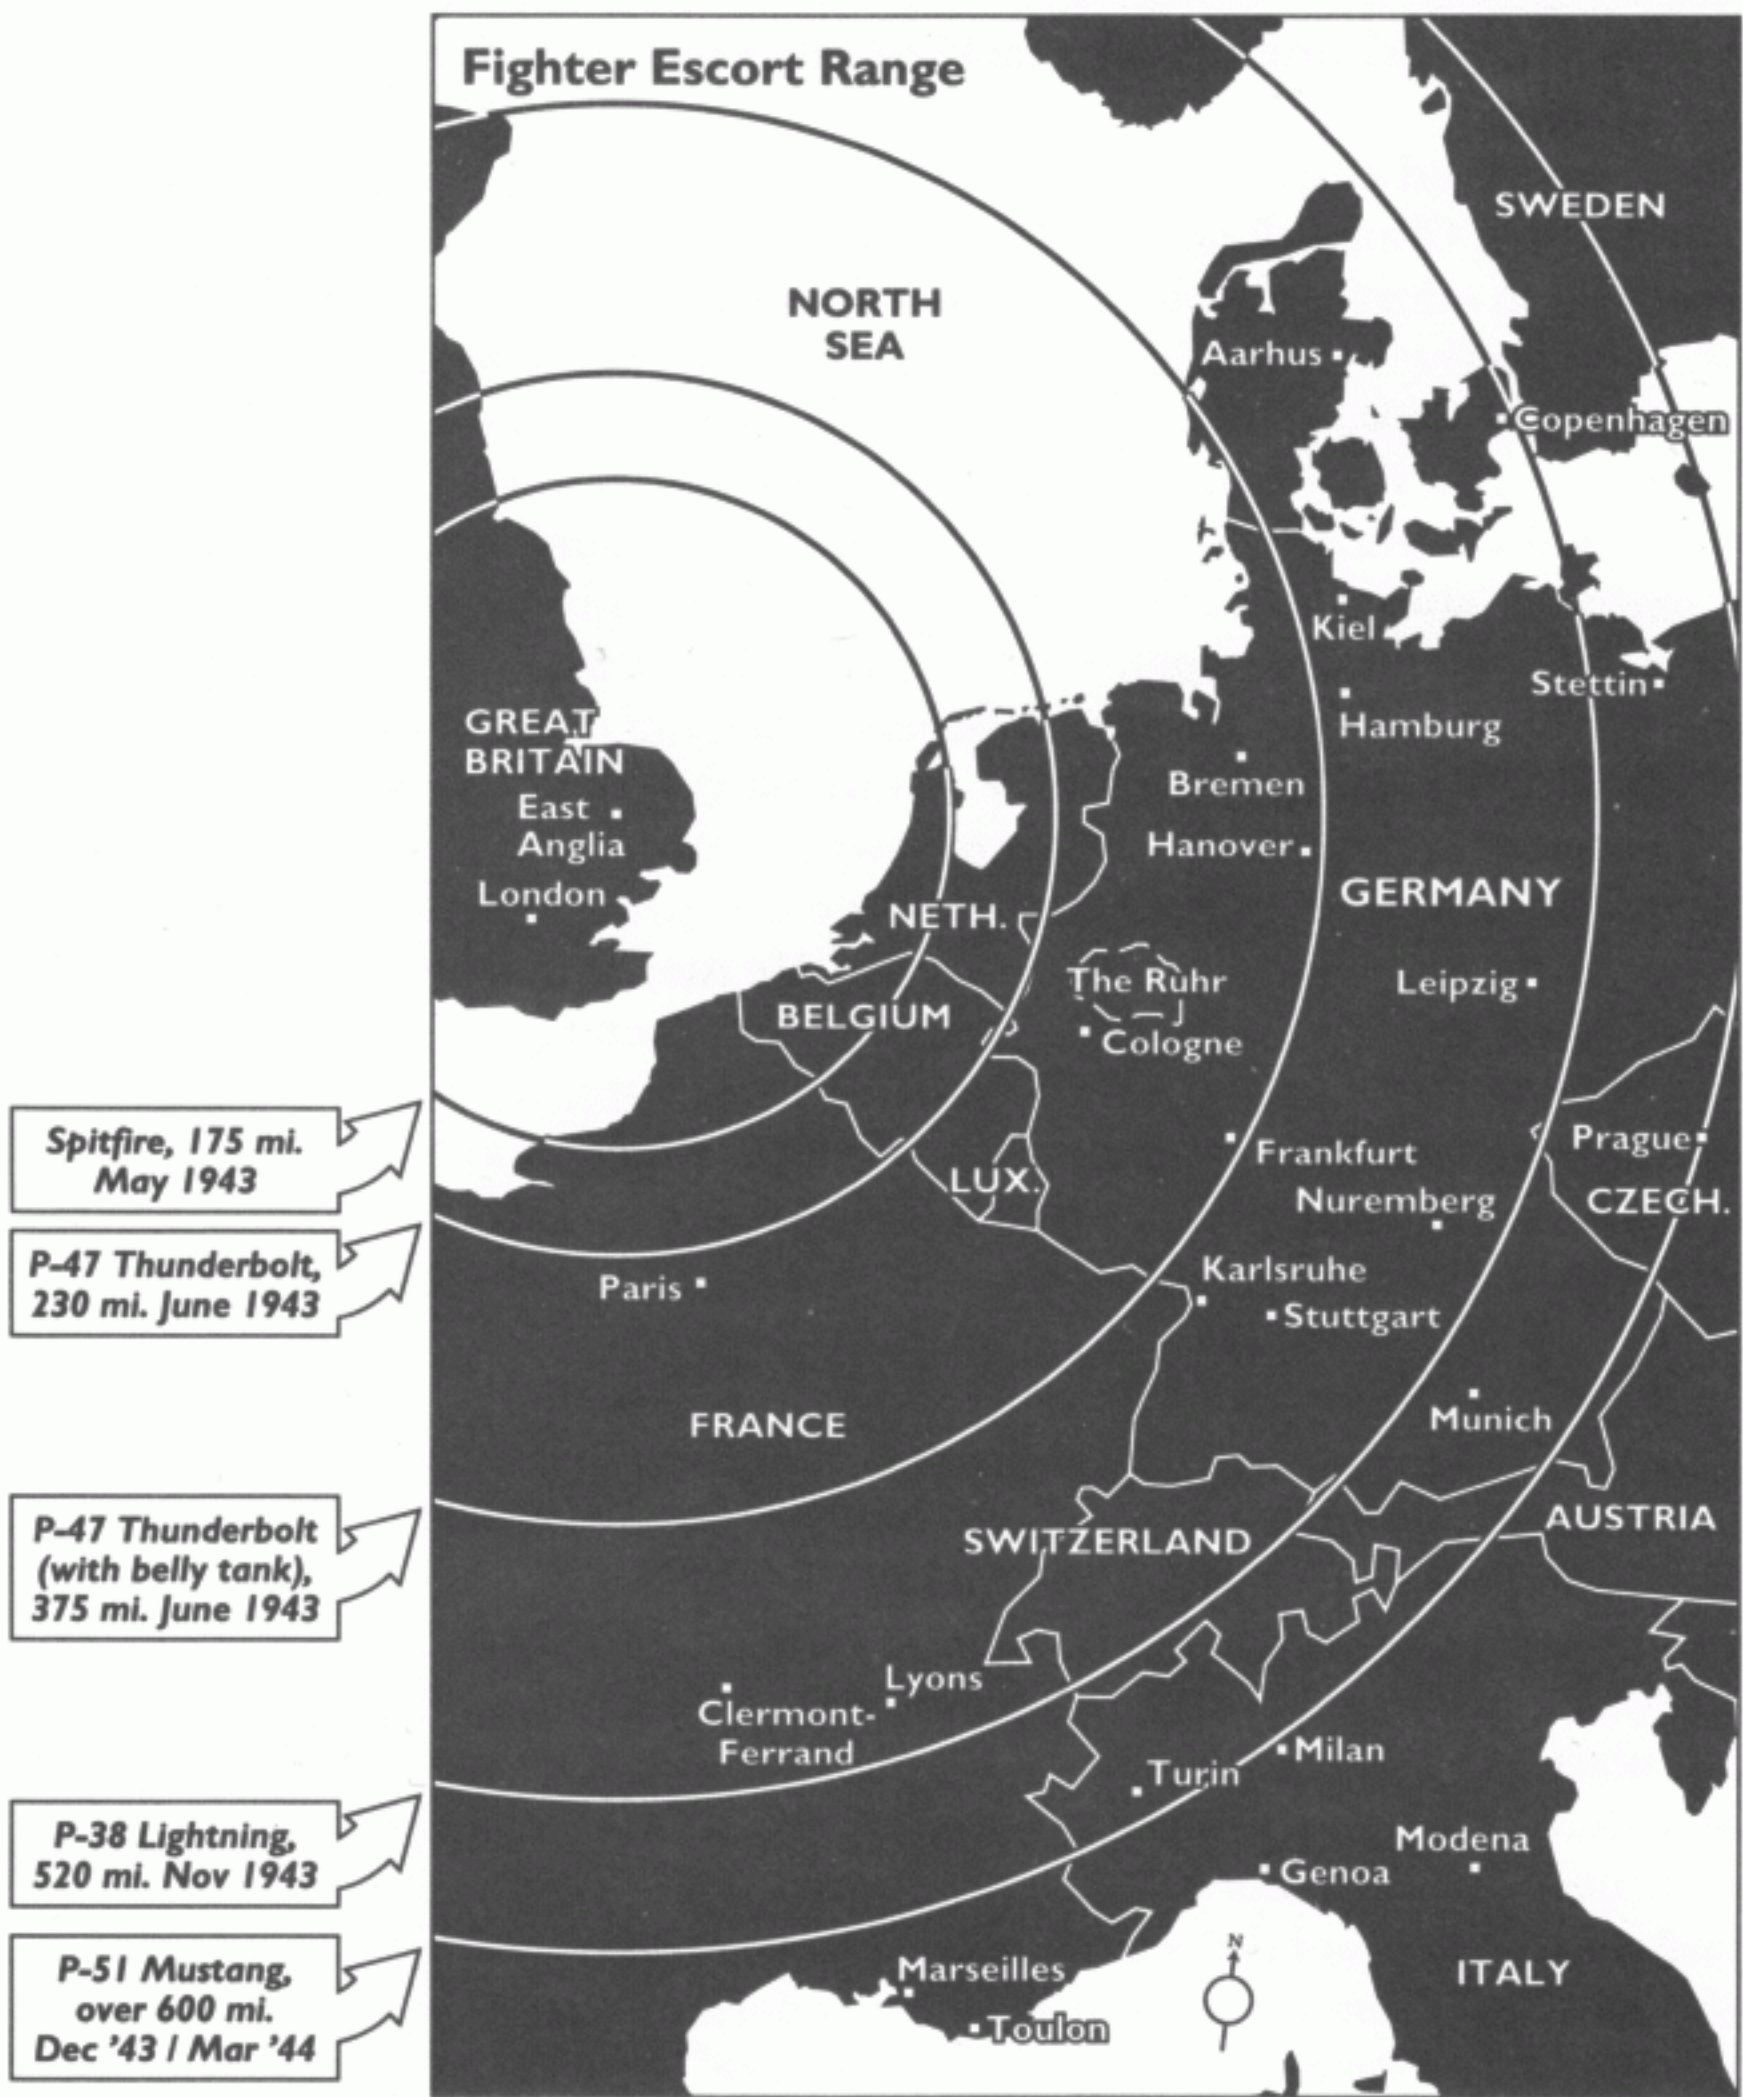 Fighter Escort Range
SWEDEN
NORTH
SEA
Aarhus
Copenhagen
Kiel
Stettin
Hamburg
GREAT
BRITAIN
Bremen
East
Anglia
Hanover
GERMANY
London
NETH.
The Ruhr
Leipzig
BELGIUM
Cologne
Spitfire, 175 mi.
May 1943
Prague
Frankfurt
LUX.
Nuremberg
CZECH.
P-47 Thunderbolt,
230 mi. June 1943
Karlsruhe
Paris
Stuttgart
FRANCE
Munich
P-47 Thunderbolt
(with belly tank),
375 mi. June 1943
AUSTRIA
SWITZERLAND
Lyons
Clermont-
Ferrand
Milan
Turin
P-38 Lightning,
520 mi. Nov 1943
Modena
Genoa
N
P-51 Mustang,
over 600 mi.
Dec '43 / Mar '44
Marseilles
ITALY
Toulon